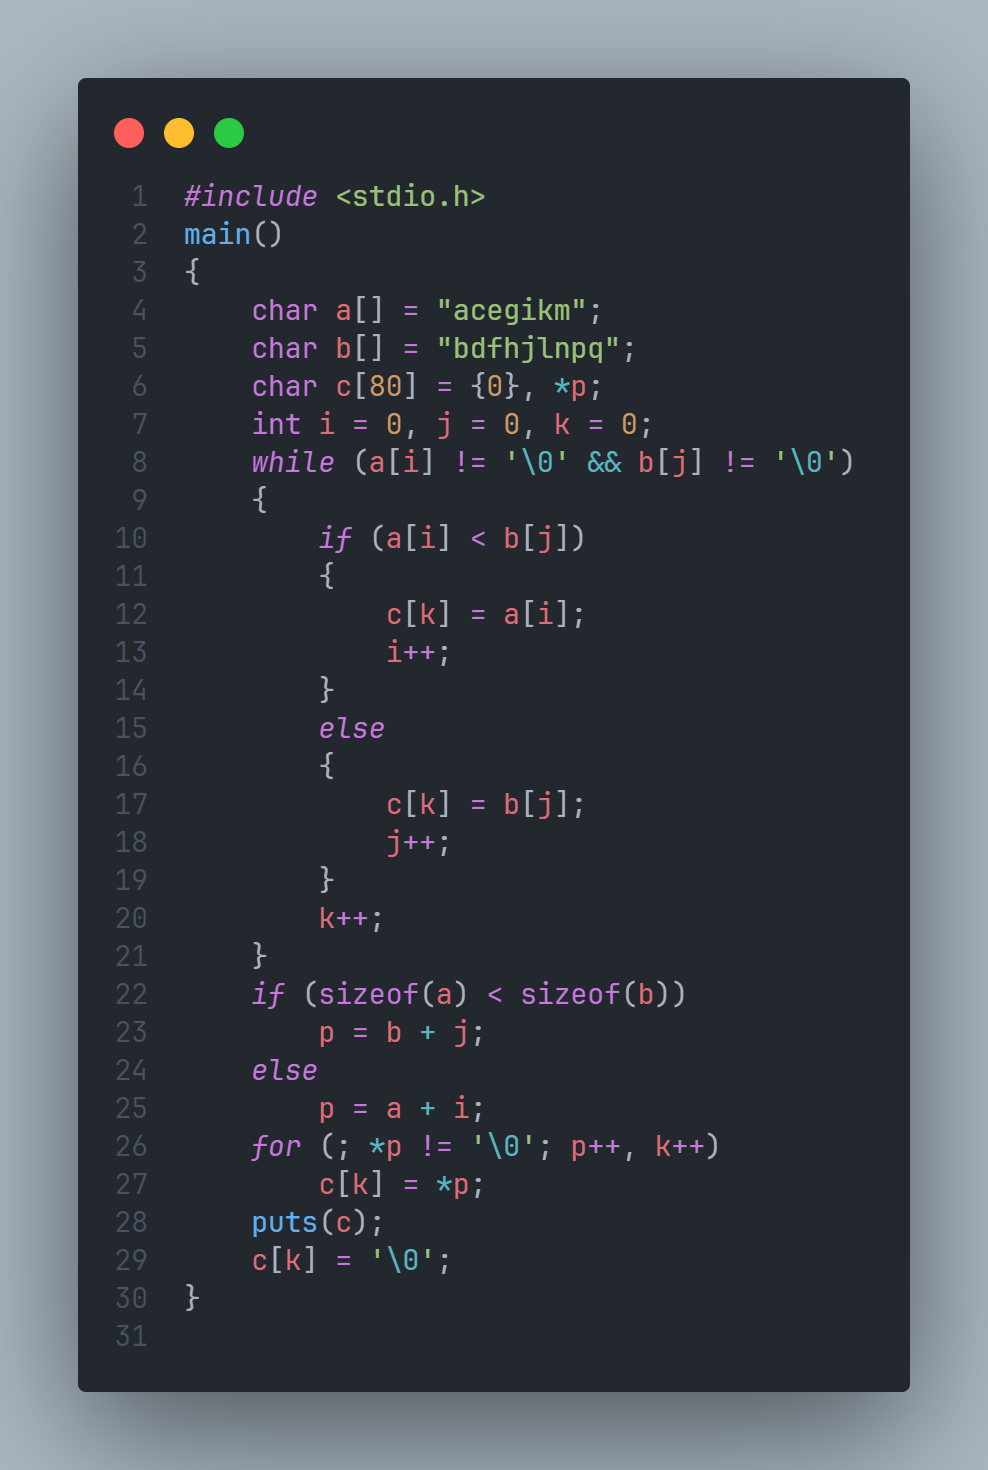 1 #include <stdio.h>
2 main()
3 {
4     char a[] = "acegikm";
5     char b[] = "bdfhjlnpq";
6     char c[80] = {0}, *p;
7     int i = 0, j = 0, k = 0;
8     while (a[i] != '\0' && b[j] != '\0')
9     {
10         if (a[i] < b[j])
11         {
12             c[k] = a[i];
13             i++;
14         }
15         else
16         {
17             c[k] = b[j];
18             j++;
19         }
20         k++;
21     }
22     if (sizeof(a) < sizeof(b))
23         p = b + j;
24     else
25         p = a + i;
26     for (; *p != '\0'; p++, k++)
27         c[k] = *p;
28     puts(c);
29     c[k] = '\0';
30 }
31